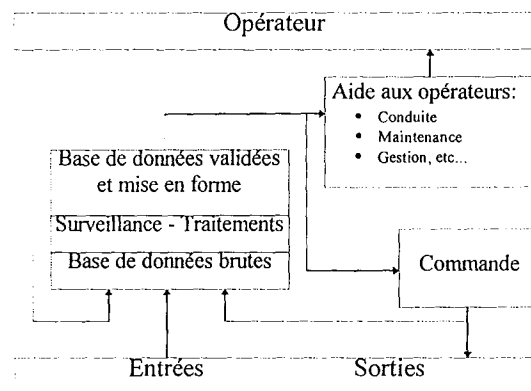 Opérateur
Aide aux opérateurs:
• Conduite
• Maintenance
• Gestion, etc...
Base de données validées
et mise en forme
Surveillance - Traitements
Base de données brutes
Commande
Entrées
Sorties